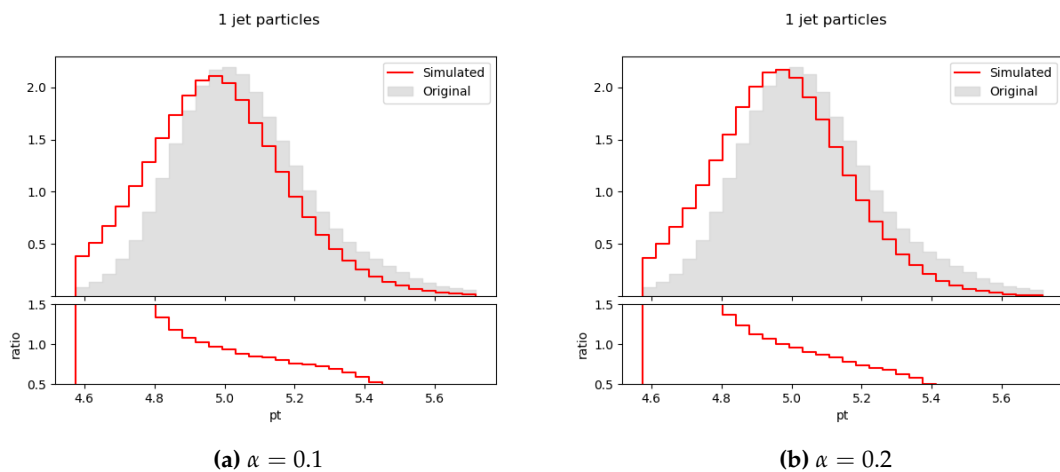 1 jet particles
2.0
1.5
1.0
0.5
Simulated
Original
1.5
1.0
0.5
ratio
4.6 4.8 5.0 5.2 5.4 5.6
pt
(a) α = 0.1
1 jet particles
2.0
1.5
1.0
0.5
Simulated
Original
1.5
1.0
0.5
ratio
4.6 4.8 5.0 5.2 5.4 5.6
pt
(b) α = 0.2